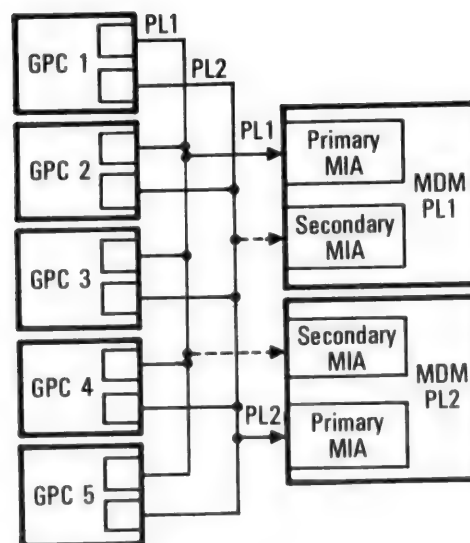 PL1
GPC 1
PL2
PL1
Primary
MIA
GPC 2
MDM
PL1
Secondary
MIA
GPC 3
Secondary
MIA
GPC 4
MDM
PL2
PL2
Primary
MIA
GPC 5